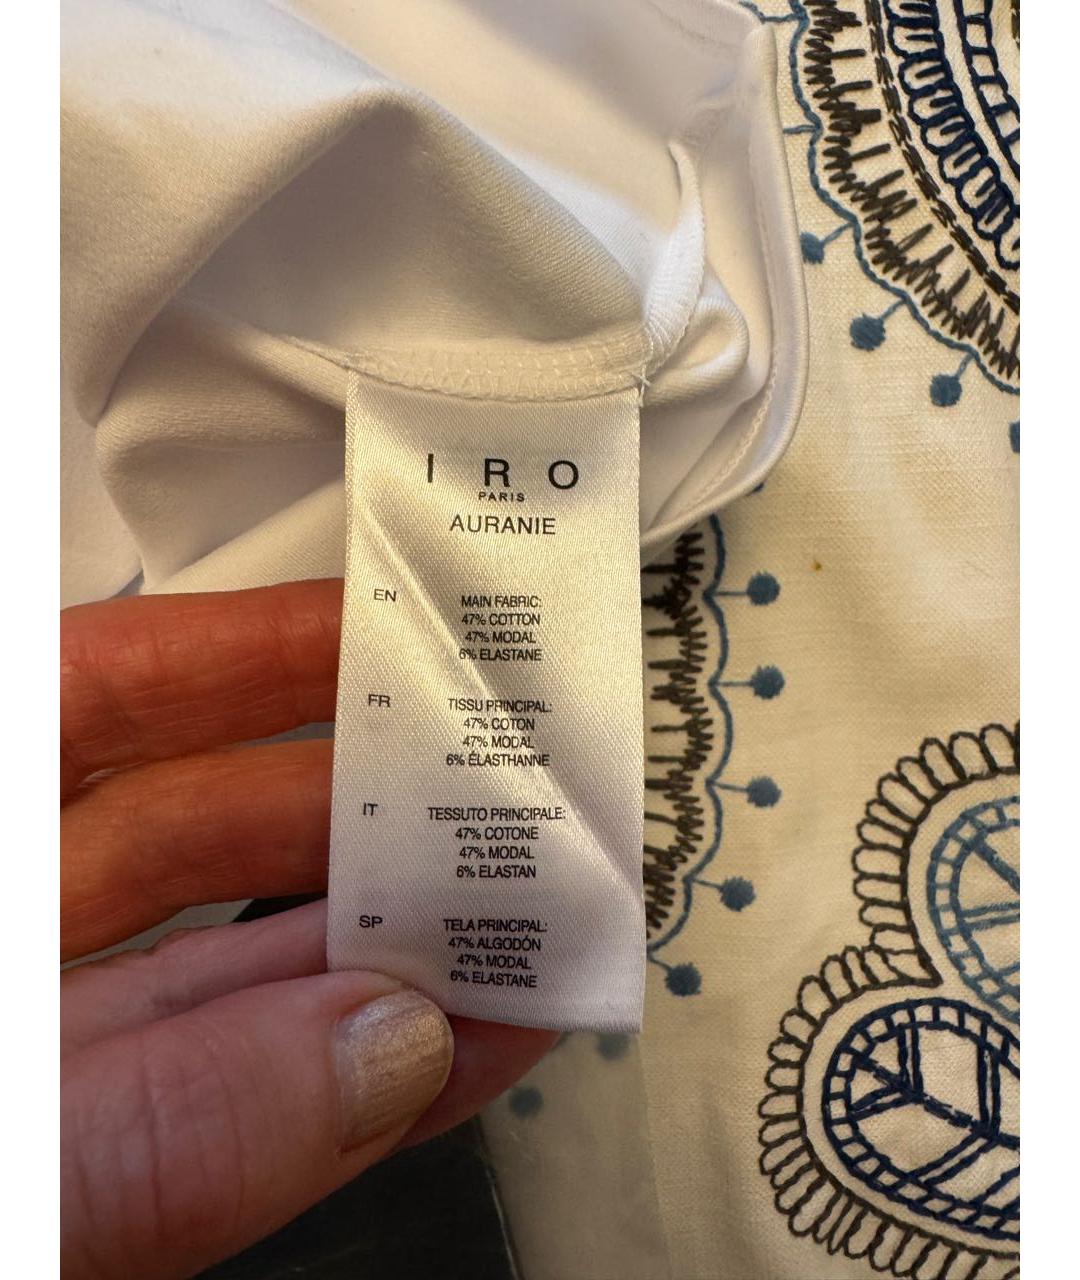 IRO
PARIS
AURANIE
EN
MAIN FABRIC:
47% COTTON
47% MODAL
6% ELASTANE
FR
TISSU PRINCIPAL:
47% COTON
47% MODAL
6% ÉLASTHANNE
IT
TESSUTO PRINCIPALE:
47% COTONE
47% MODAL
6% ELASTAN
SP
TELA PRINCIPAL:
47% ALGODÓN
47% MODAL
6% ELASTANE